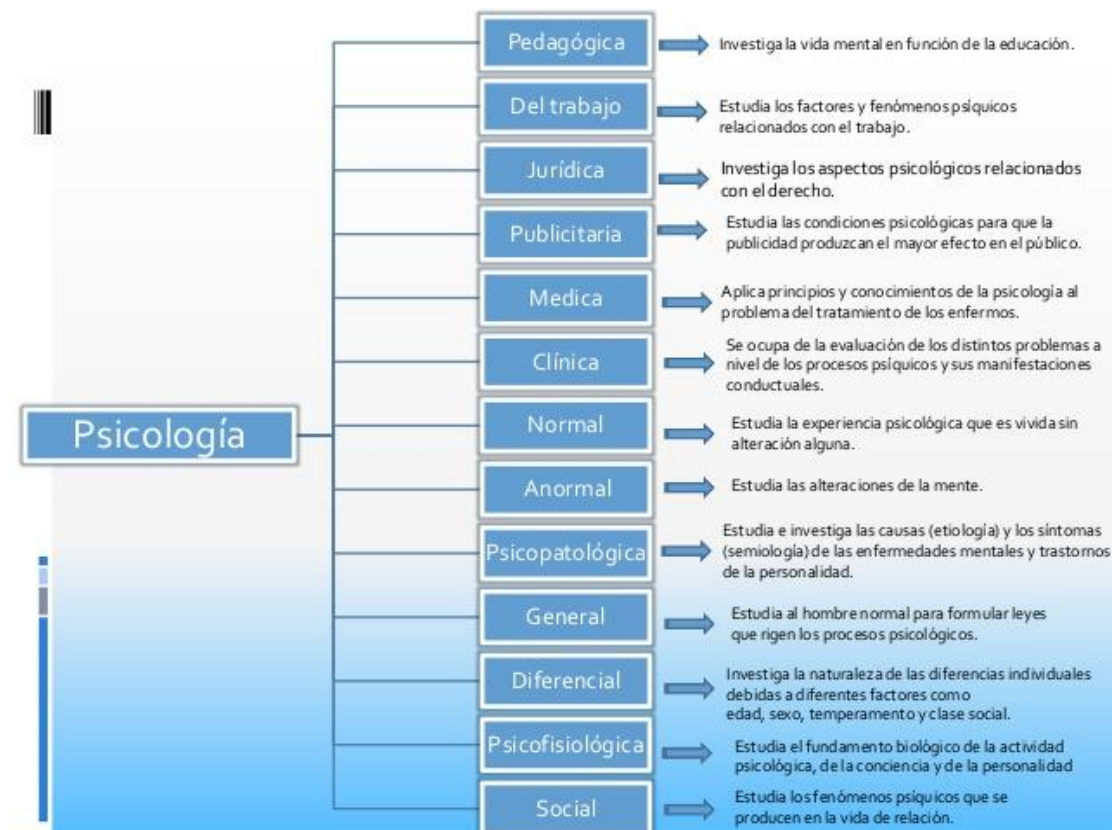 Psicología
Pedagógica
Investiga la vida mental en función de la educación.
Del trabajo
Estudia los factores y fenómenos psíquicos
relacionados con el trabajo.
Jurídica
Investiga los aspectos psicológicos relacionados
con el derecho.
Publicitaria
Estudia las condiciones psicológicas para que la
publicidad produzcan el mayor efecto en el público.
Medica
Aplica principios y conocimientos de la psicología al
problema del tratamiento de los enfermos.
Clínica
Se ocupa de la evaluación de los distintos problemas a
nivel de los procesos psíquicos y sus manifestaciones
conductuales.
Normal
Estudia la experiencia psicológica que es vivida sin
alteración alguna.
Anormal
Estudia las alteraciones de la mente.
Psicopatológica
Estudia e investiga las causas (etiología) y los síntomas
(semiología) de las enfermedades mentales y trastornos
de la personalidad.
General
Estudia al hombre normal para formular leyes
que rigen los procesos psicológicos.
Diferencial
Investiga la naturaleza de las diferencias individuales
debidas a diferentes factores como
edad, sexo, temperamento y clase social.
Psicofisiológica
Estudia el fundamento biológico de la actividad
psicológica, de la conciencia y de la personalidad
Social
Estudia los fenómenos psíquicos que se
producen en la vida de relación.